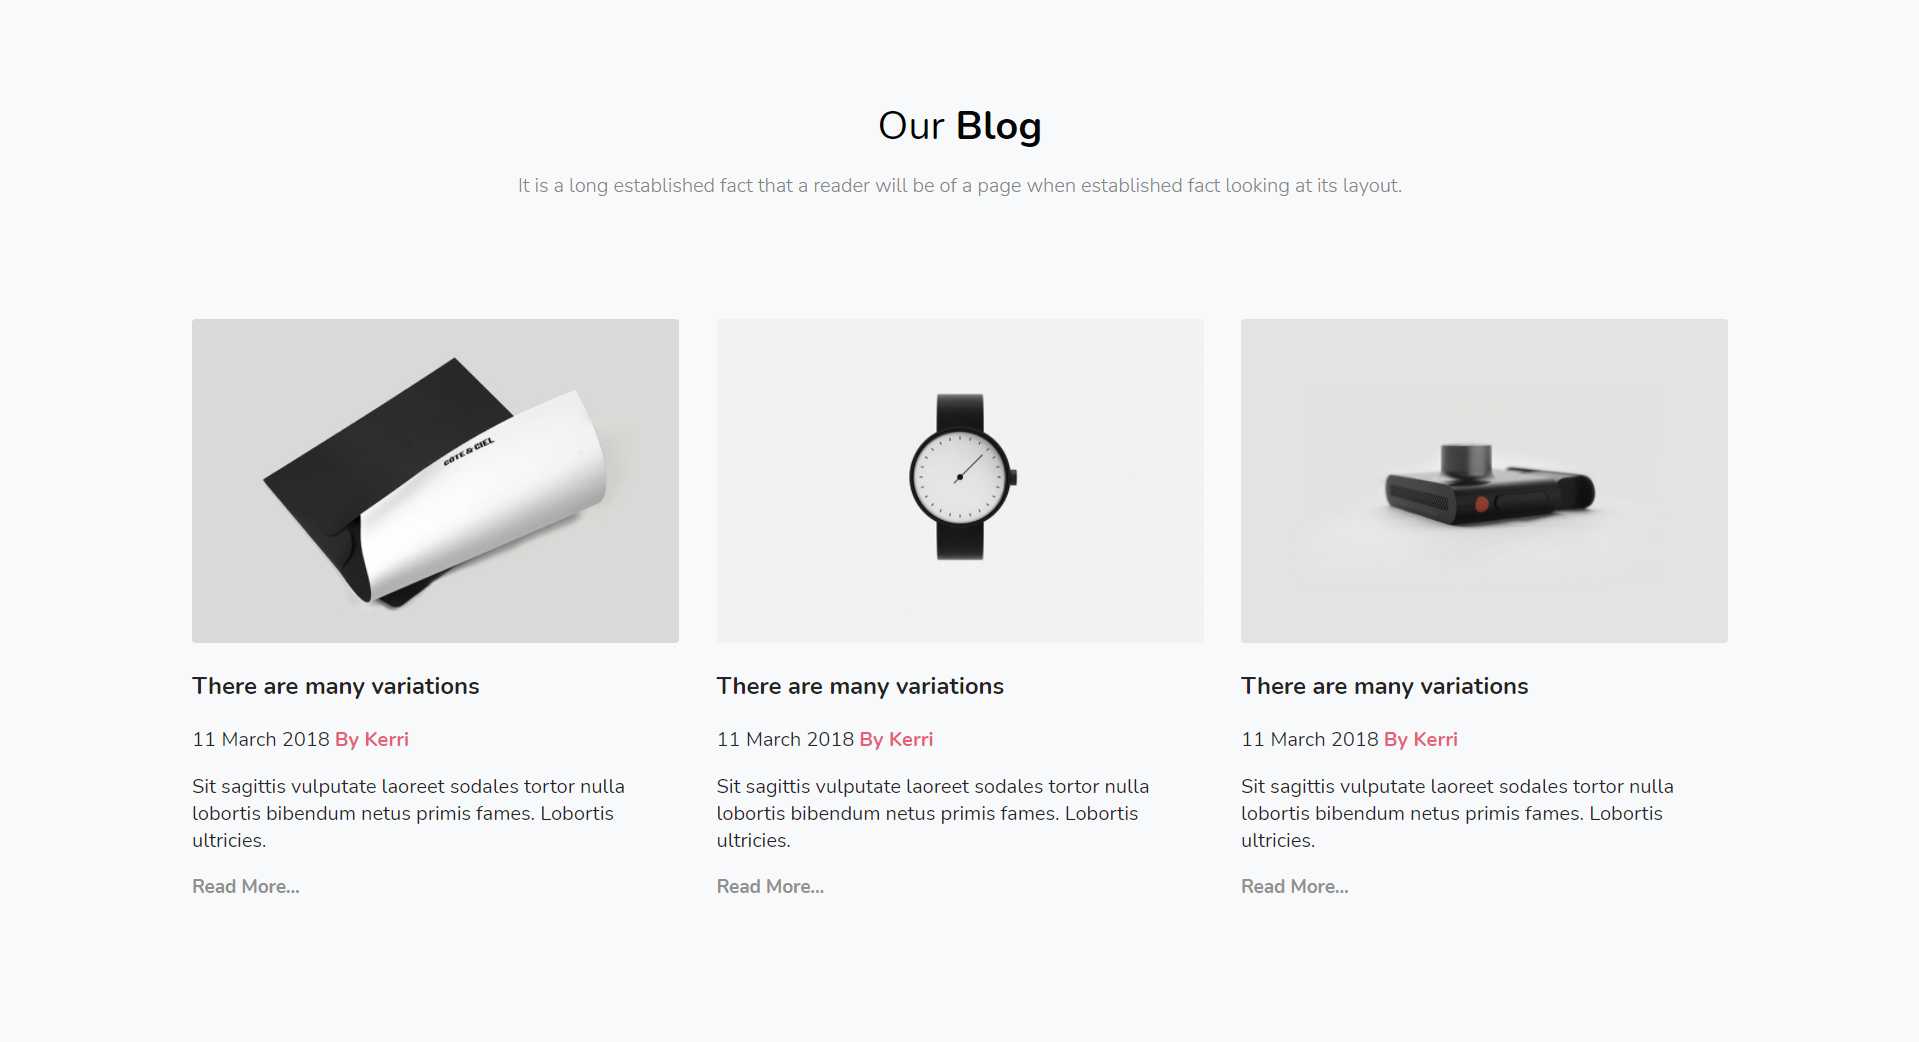 Our Blog
It is a long established fact that a reader will be of a page when established fact looking at its layout.
CÔTE & CIEL
There are many variations
11 March 2018 By Kerri
Sit sagittis vulputate laoreet sodales tortor nulla
lobortis bibendum netus primis fames. Lobortis
ultricies.
Read More...
There are many variations
11 March 2018 By Kerri
Sit sagittis vulputate laoreet sodales tortor nulla
lobortis bibendum netus primis fames. Lobortis
ultricies.
Read More...
There are many variations
11 March 2018 By Kerri
Sit sagittis vulputate laoreet sodales tortor nulla
lobortis bibendum netus primis fames. Lobortis
ultricies.
Read More...